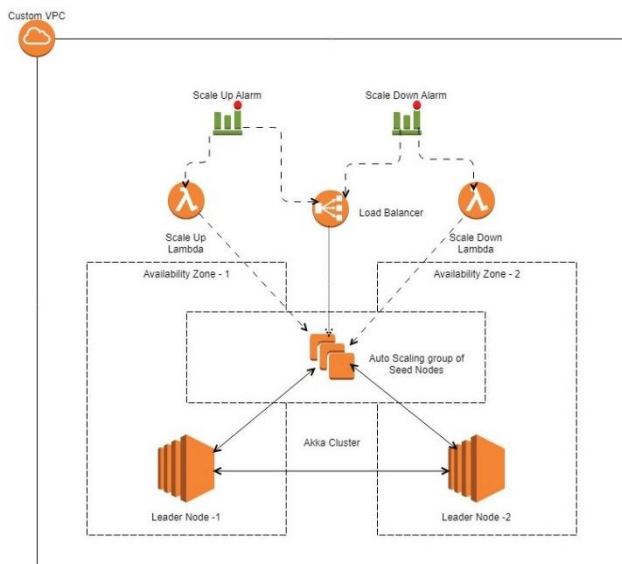 Custom VPC
Scale Up Alarm
Scale Down Alarm
Load Balancer
Scale Up
Lambda
Scale Down
Lambda
Availability Zone - 1
Availability Zone - 2
Auto Scaling group of
Seed Nodes
Akka Cluster
Leader Node -1
Leader Node -2